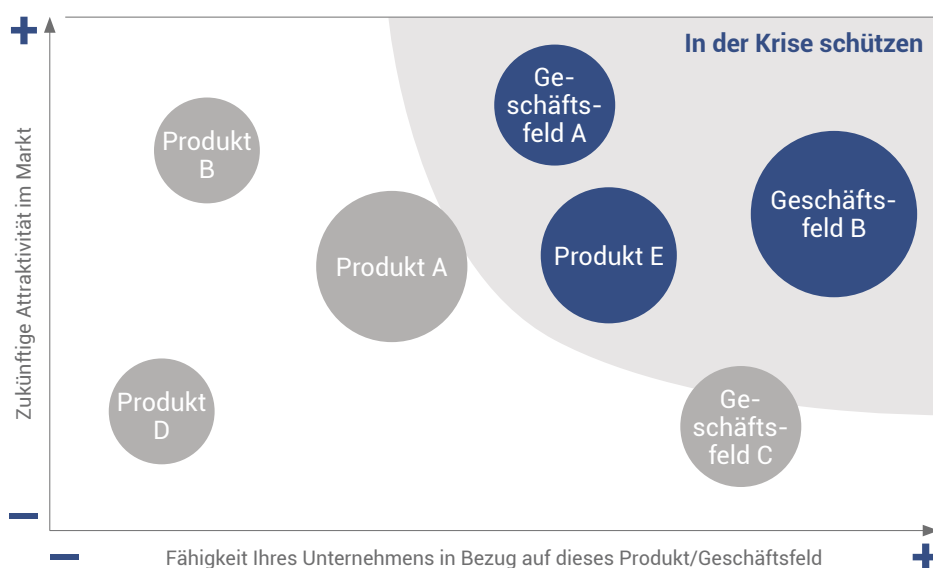 +
In der Krise schützen
Ge-
schäfts-
feld A
Produkt
B
Geschäfts-
feld B
Produkt E
Produkt A
Produkt
D
Ge-
schäfts-
feld C
Zukünftige Attraktivität im Markt
–
–
Fähigkeit Ihres Unternehmens in Bezug auf dieses Produkt/Geschäftsfeld
+